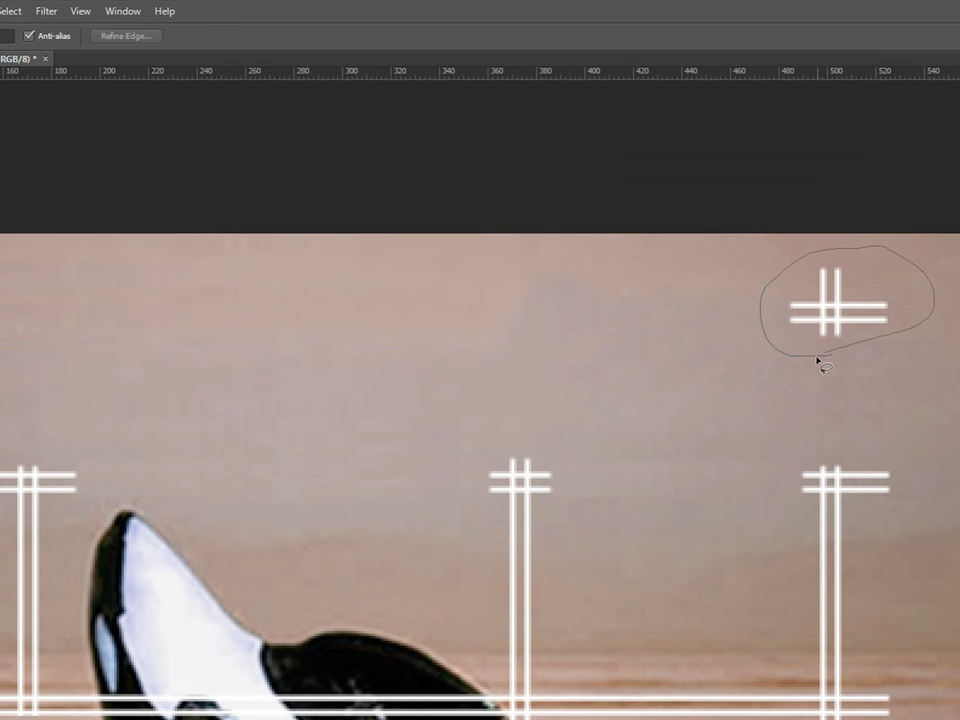 Select Filter View Window Help
Anti-alias Refine Edge...
RGB/8) * ×
160 180 200 220 240 260 280 300 320 340 360 380 400 420 440 460 480 500 520 540